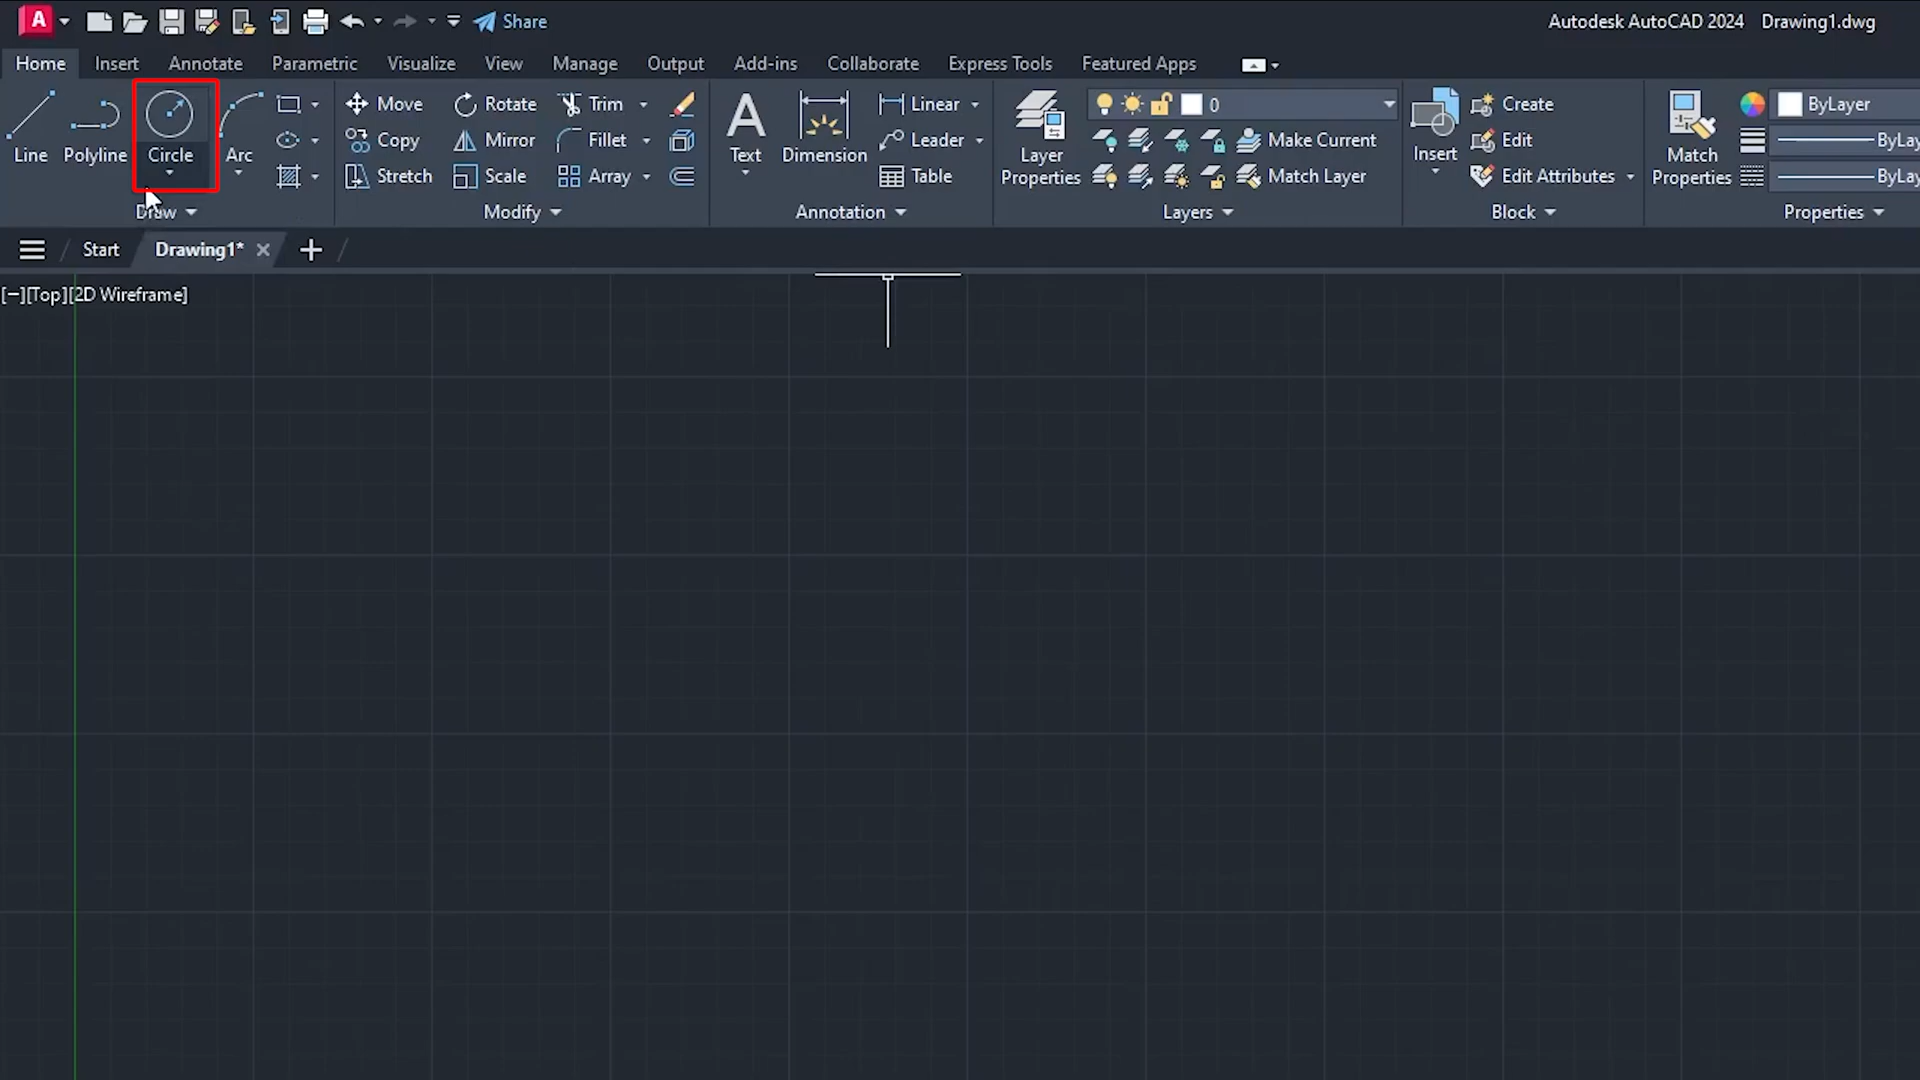 A Share Autodesk AutoCAD 2024 Drawing1.dwg
Home Insert Annotate Parametric Visualize View Manage Output Add-ins Collaborate Express Tools Featured Apps
Line Polyline Circle Arc
Draw
Move Rotate Trim
Copy Mirror Fillet
Stretch Scale Array
Modify
A Text Dimension
Linear
Leader
Table
Annotation
Layer
Properties
0
Make Current
Match Layer
Layers
Insert
Create
Edit
Edit Attributes
Block
Match
Properties
ByLayer
ByLay
ByLay
Properties
Start Drawing1*
[−][Top][2D Wireframe]